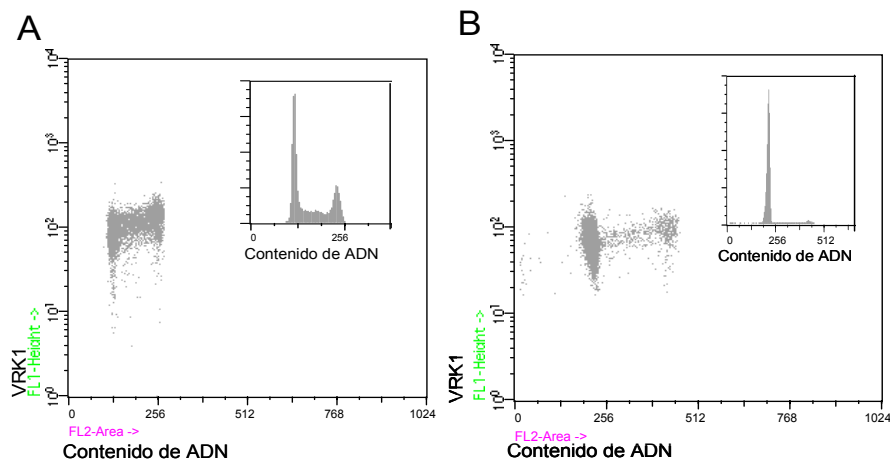 A
10^4
10^3
10^2
10^1
10^0
VRK1
FL1-Height ->
0 256 512 768 1024
FL2-Area ->
Contenido de ADN
0 256
Contenido de ADN
B
10^4
10^3
10^2
10^1
10^0
VRK1
FL1-Height ->
0 256 512 768 1024
FL2-Area ->
Contenido de ADN
0 256 512
Contenido de ADN